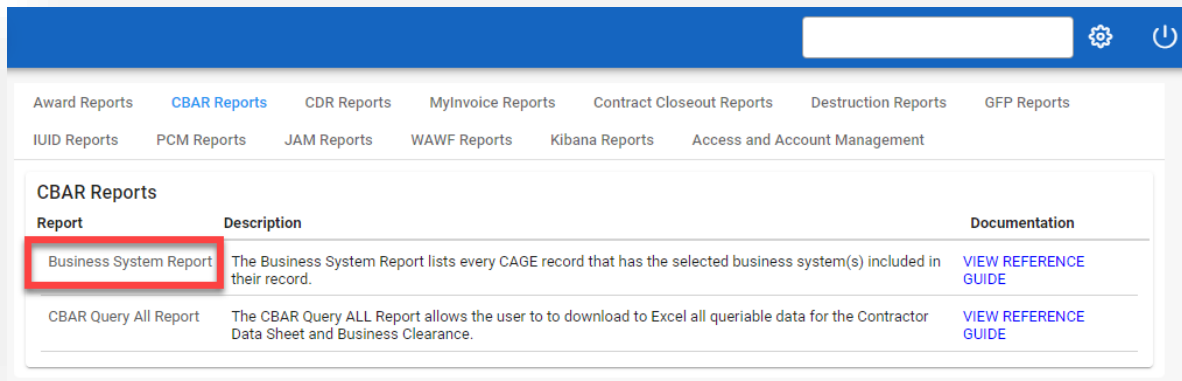 Award Reports CBAR Reports CDR Reports MyInvoice Reports Contract Closeout Reports Destruction Reports GFP Reports
IUID Reports PCM Reports JAM Reports WAWF Reports Kibana Reports Access and Account Management
CBAR Reports
Report Description Documentation
Business System Report The Business System Report lists every CAGE record that has the selected business system(s) included in VIEW REFERENCE
their record. GUIDE
CBAR Query All Report The CBAR Query ALL Report allows the user to to download to Excel all queriable data for the Contractor VIEW REFERENCE
Data Sheet and Business Clearance. GUIDE